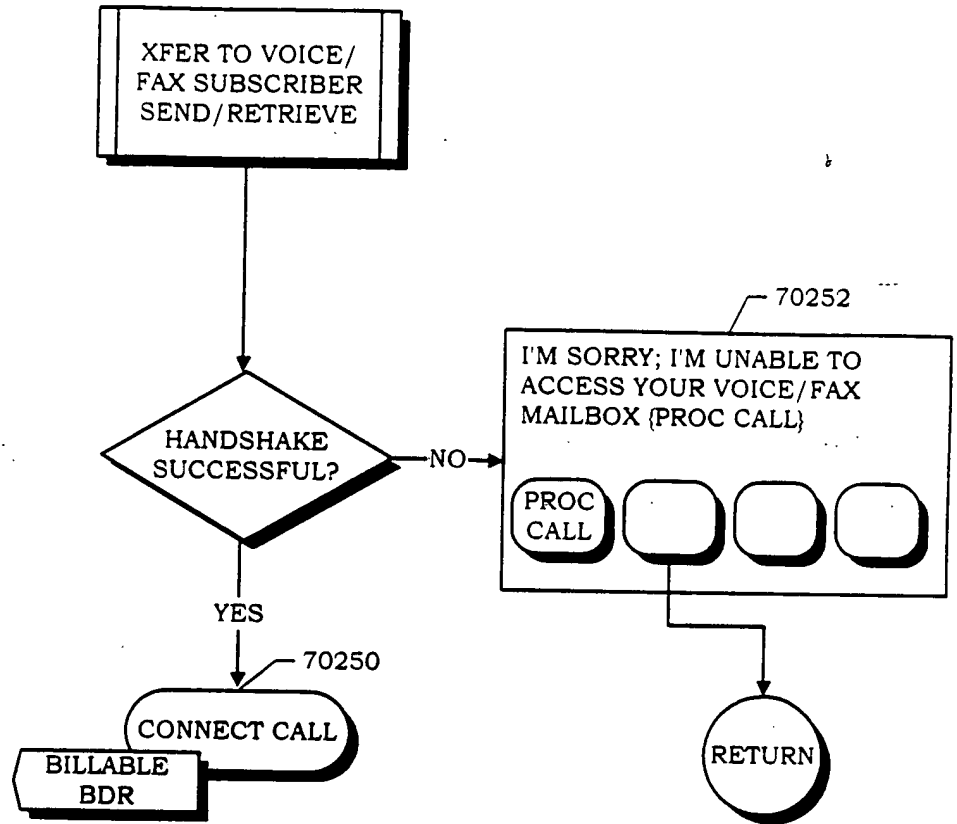 XFER TO VOICE/
FAX SUBSCRIBER
SEND/RETRIEVE
HANDSHAKE
SUCCESSFUL?
NO
70252
I'M SORRY; I'M UNABLE TO
ACCESS YOUR VOICE/FAX
MAILBOX {PROC CALL}
PROC
CALL
YES
70250
CONNECT CALL
BILLABLE
BDR
RETURN